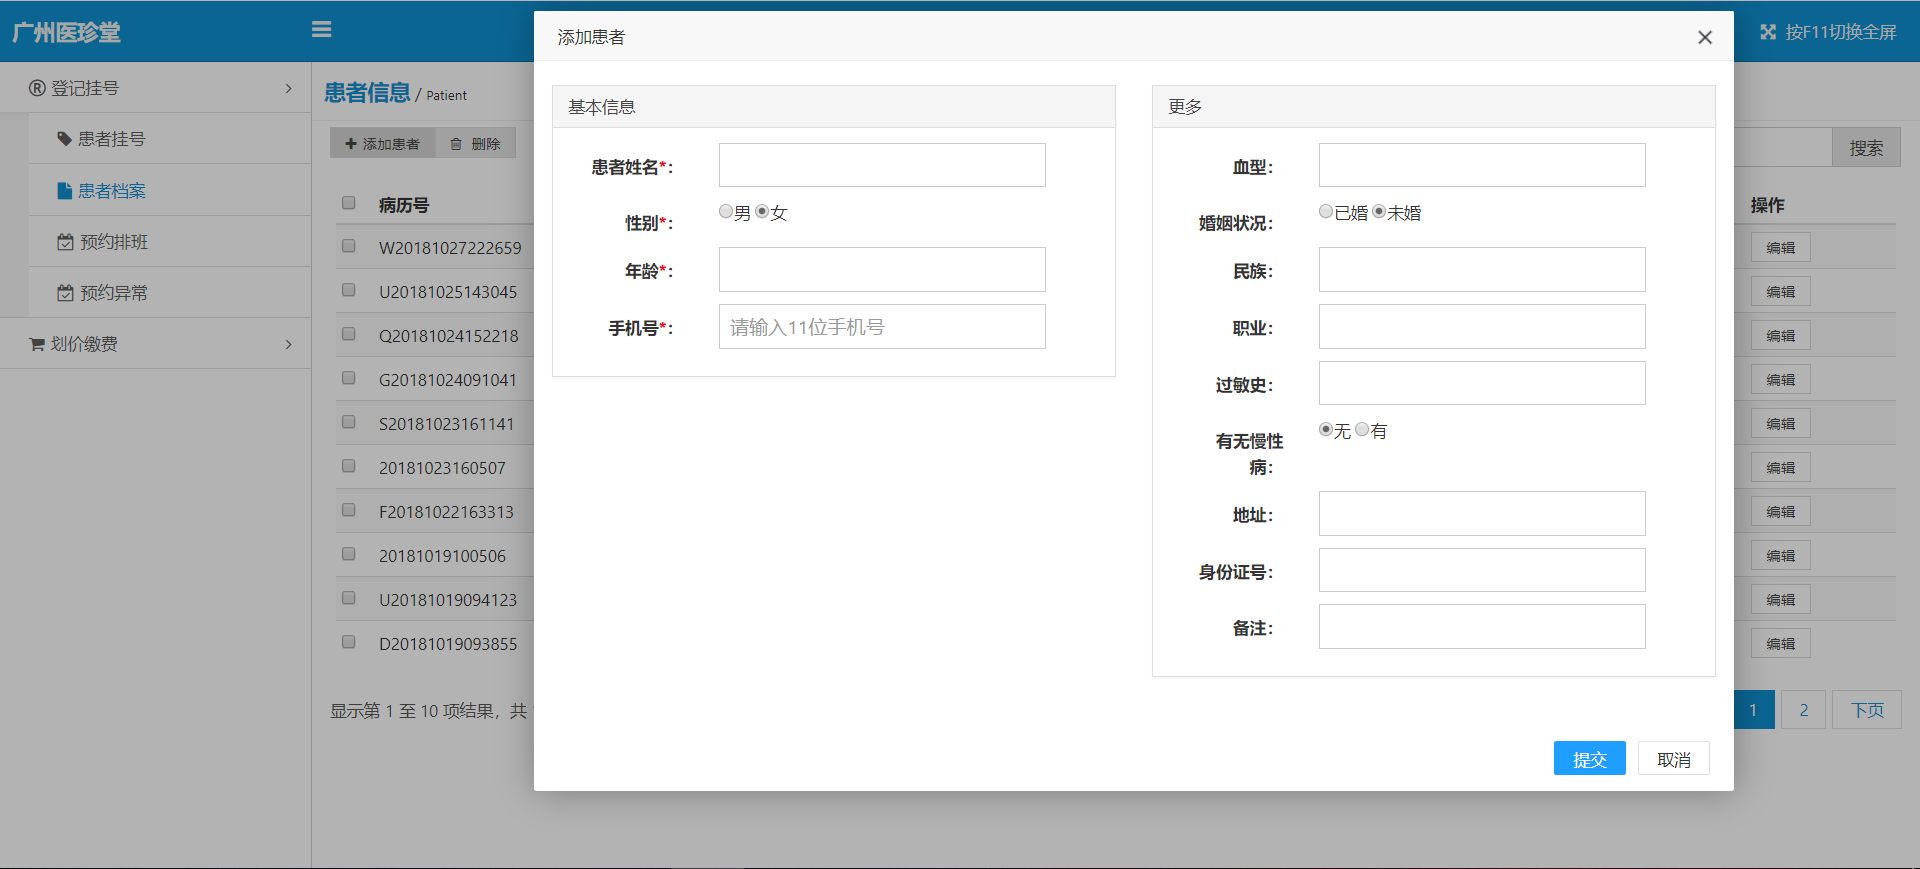 广州医珍堂
按F11切换全屏
登记挂号
患者挂号
患者档案
预约排班
预约异常
划价缴费
患者信息 / Patient
添加患者 删除
搜索
病历号
操作
W20181027222659 编辑
U20181025143045 编辑
Q20181024152218 编辑
G20181024091041 编辑
S20181023161141 编辑
20181023160507 编辑
F20181022163313 编辑
20181019100506 编辑
U20181019094123 编辑
D20181019093855 编辑
显示第 1 至 10 项结果，共
1 2 下页
添加患者
基本信息
患者姓名*：
性别*： 男 女
年龄*：
手机号*： 请输入11位手机号
更多
血型：
婚姻状况： 已婚 未婚
民族：
职业：
过敏史：
有无慢性
病：
无 有
地址：
身份证号：
备注：
提交 取消